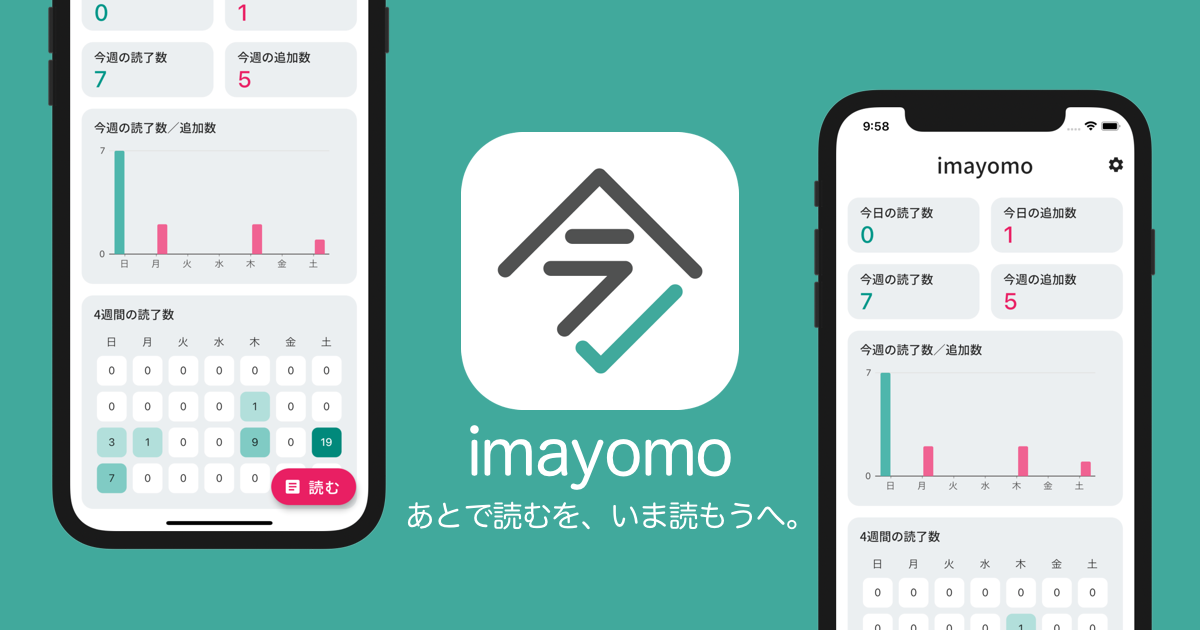 0
1
今週の読了数
7
今週の追加数
5
今週の読了数／追加数
7
0
日 月 火 水 木 金 土
4週間の読了数
日 月 火 水 木 金 土
0 0 0 0 0 0 0
0 0 0 0 1 0 0
3 1 0 0 9 0 19
7 0 0 0 0
読む
imayomo
あとで読むを、いま読もうへ。
9:58
imayomo
今日の読了数
0
今日の追加数
1
今週の読了数
7
今週の追加数
5
今週の読了数／追加数
7
0
日 月 火 水 木 金 土
4週間の読了数
日 月 火 水 木 金 土
0 0 0 0 0 0 0
0 0 0 0 1 0 0